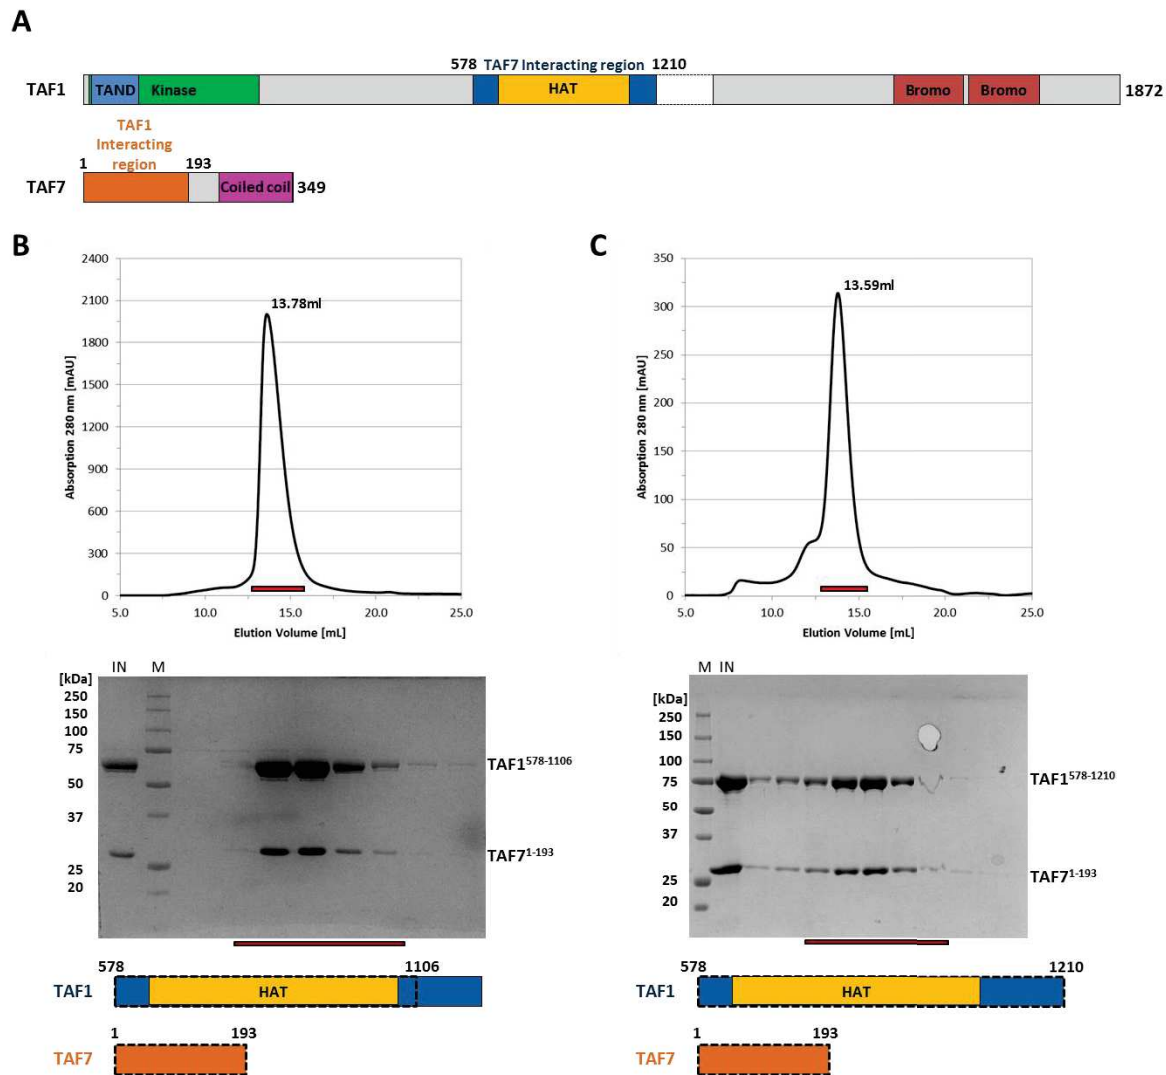 A
578 TAF7 Interacting region 1210
TAF1 TAND Kinase HAT Bromo Bromo 1872
TAF1
Interacting
1 region 193
TAF7 Coiled coil 349
B
2400
2100
1800
1500
1200
900
600
300
0
Absorption 280 nm [mAU]
13.78ml
5.0 10.0 15.0 20.0 25.0
Elution Volume [mL]
IN M
[kDa]
250
150
100
75
50
37
25
20
TAF1578-1106
TAF71-193
578 1106
TAF1 HAT
1 193
TAF7
C
350
300
250
200
150
100
50
0
Absorption 280 nm [mAU]
13.59ml
5.0 10.0 15.0 20.0 25.0
Elution Volume [mL]
M IN
[kDa]
250
150
100
75
50
37
25
20
TAF1578-1210
TAF71-193
578 1210
TAF1 HAT
1 193
TAF7